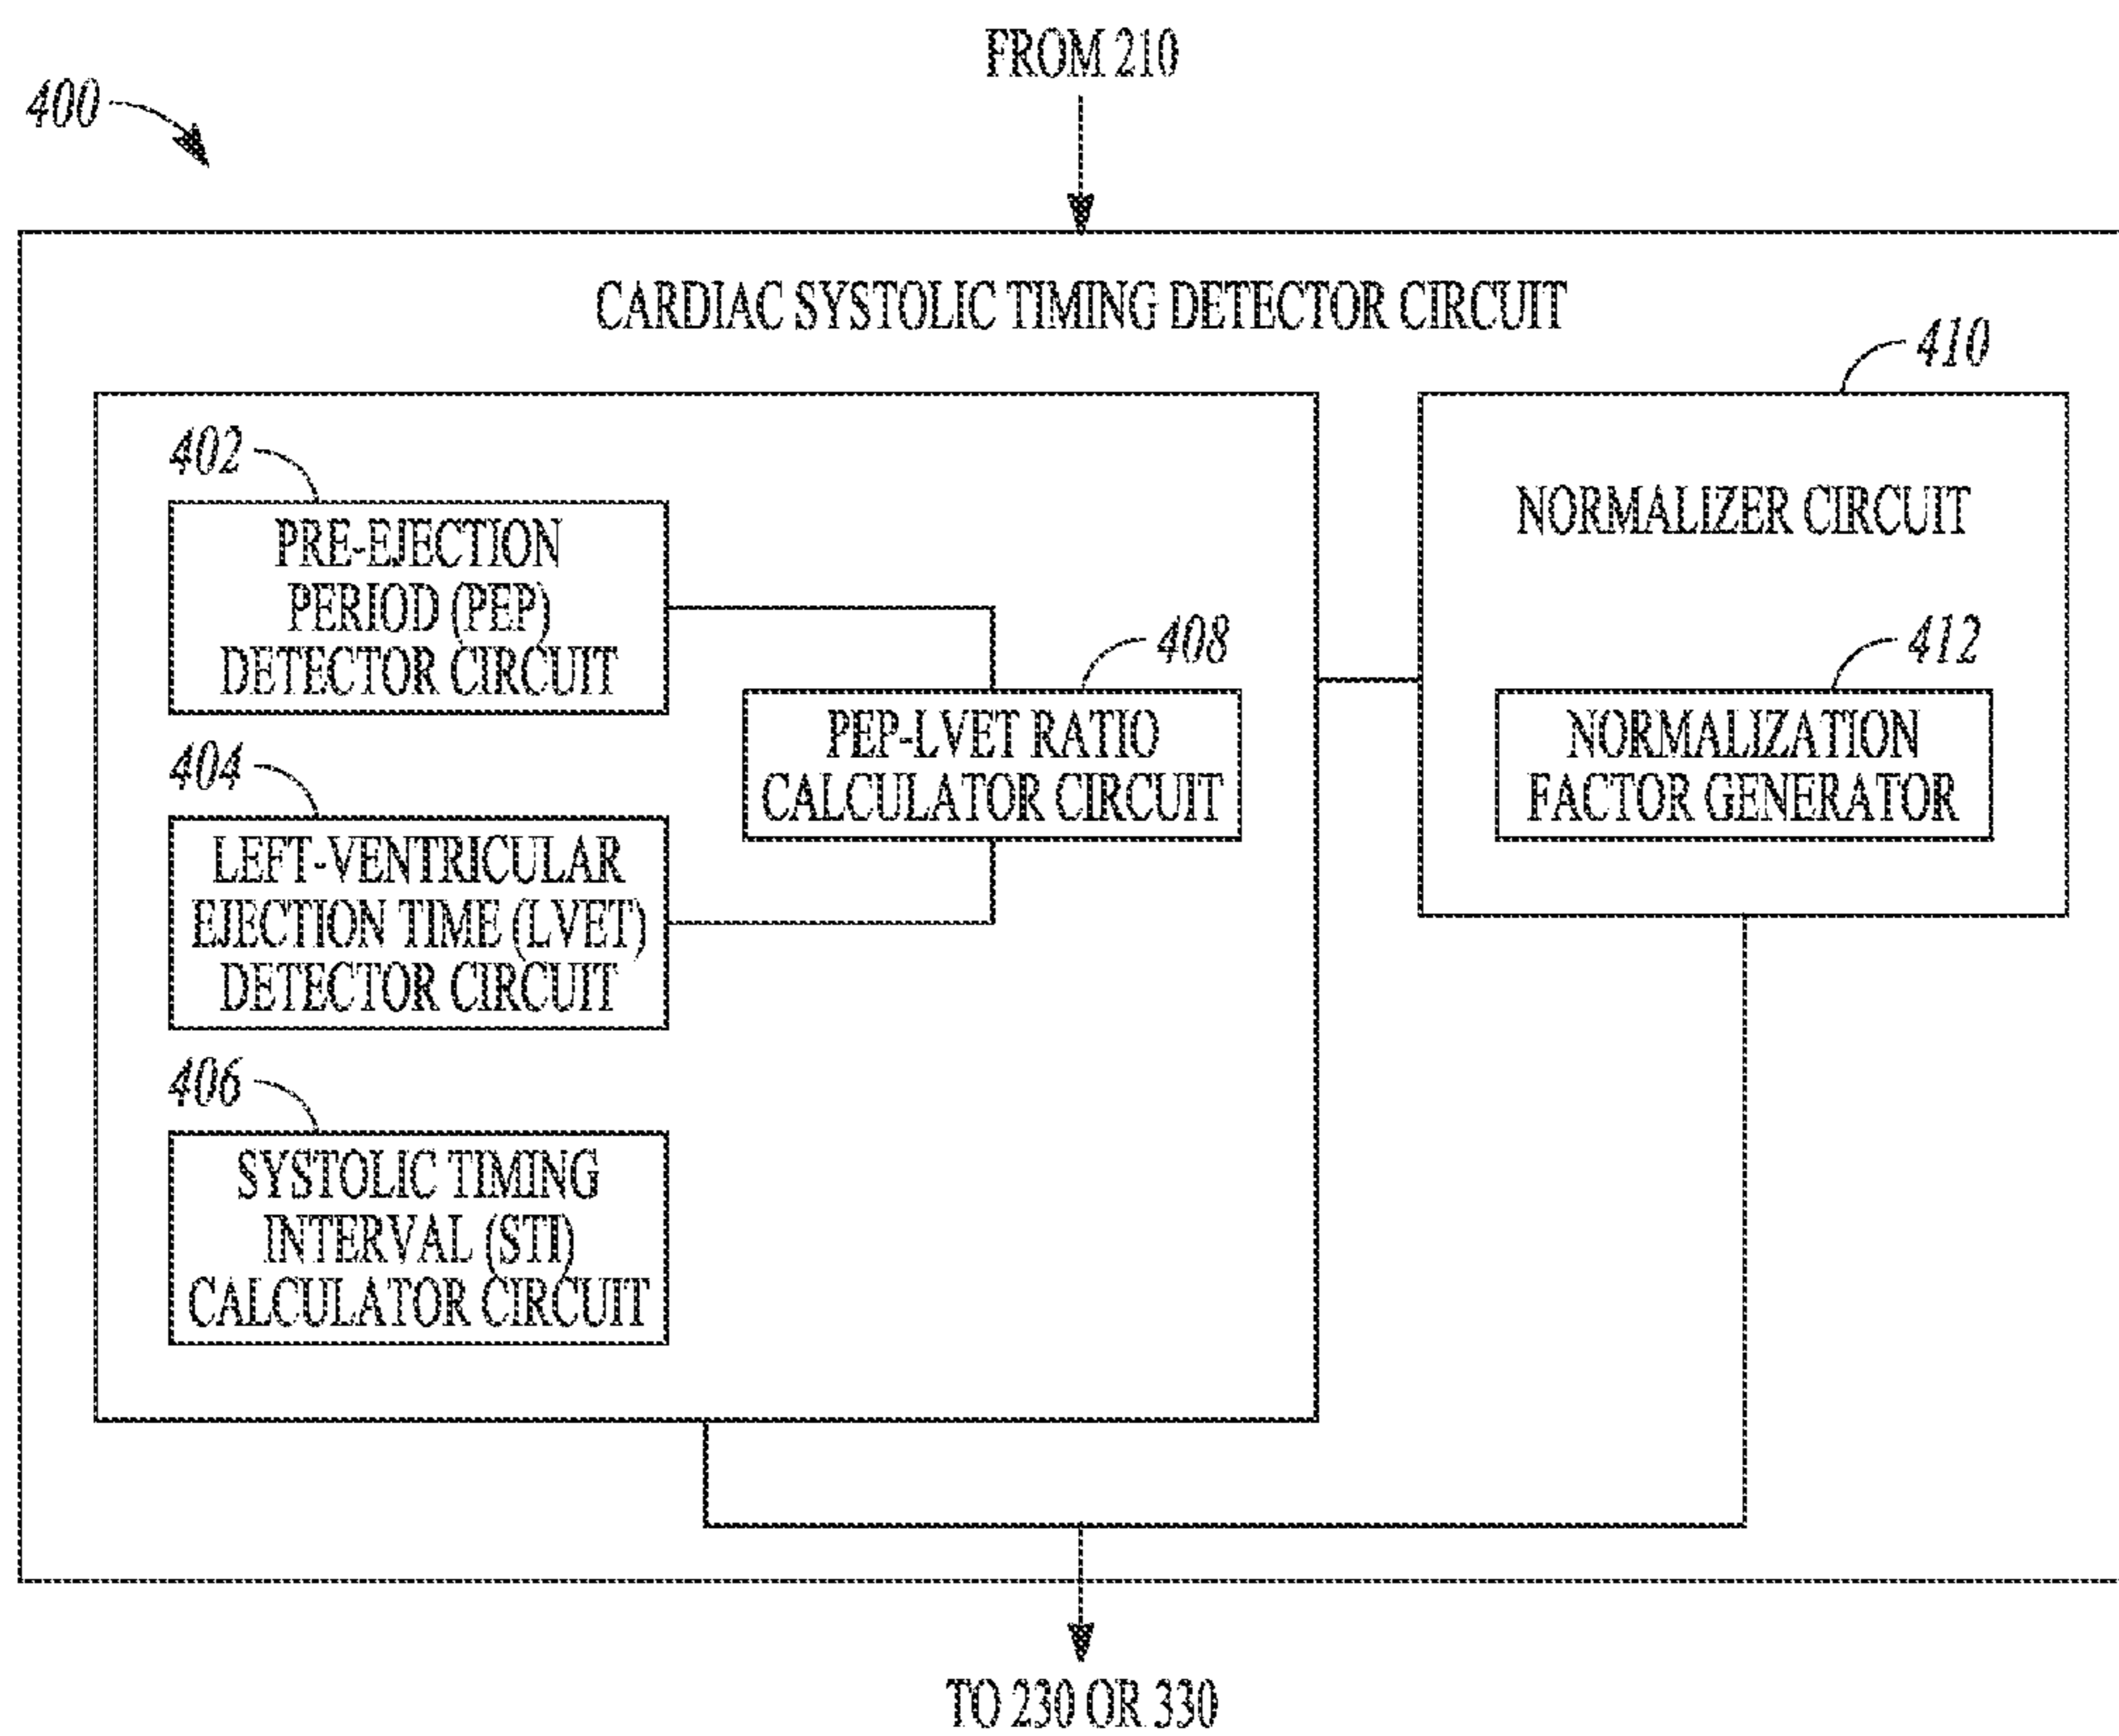 FROM 210
400
CARDIAC SYSTOLIC TIMING DETECTOR CIRCUIT
410
402
PRE-EJECTION
PERIOD (PEP)
DETECTOR CIRCUIT
NORMALIZER CIRCUIT
408
PEP-LVET RATIO
CALCULATOR CIRCUIT
412
NORMALIZATION
FACTOR GENERATOR
404
LEFT-VENTRICULAR
EJECTION TIME (LVET)
DETECTOR CIRCUIT
406
SYSTOLIC TIMING
INTERVAL (STI)
CALCULATOR CIRCUIT
TO 230 OR 330